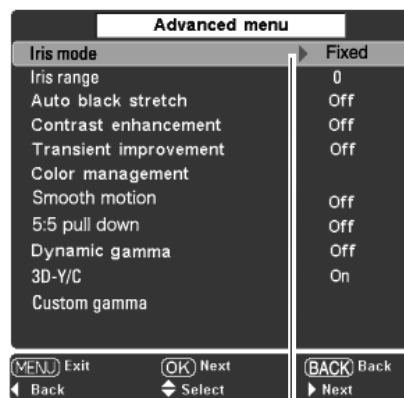 Advanced menu
Iris mode Fixed
Iris range 0
Auto black stretch Off
Contrast enhancement Off
Transient improvement Off
Color management
Smooth motion Off
5:5 pull down Off
Dynamic gamma Off
3D-Y/C On
Custom gamma
MENU Exit OK Next BACK Back
Back Select Next